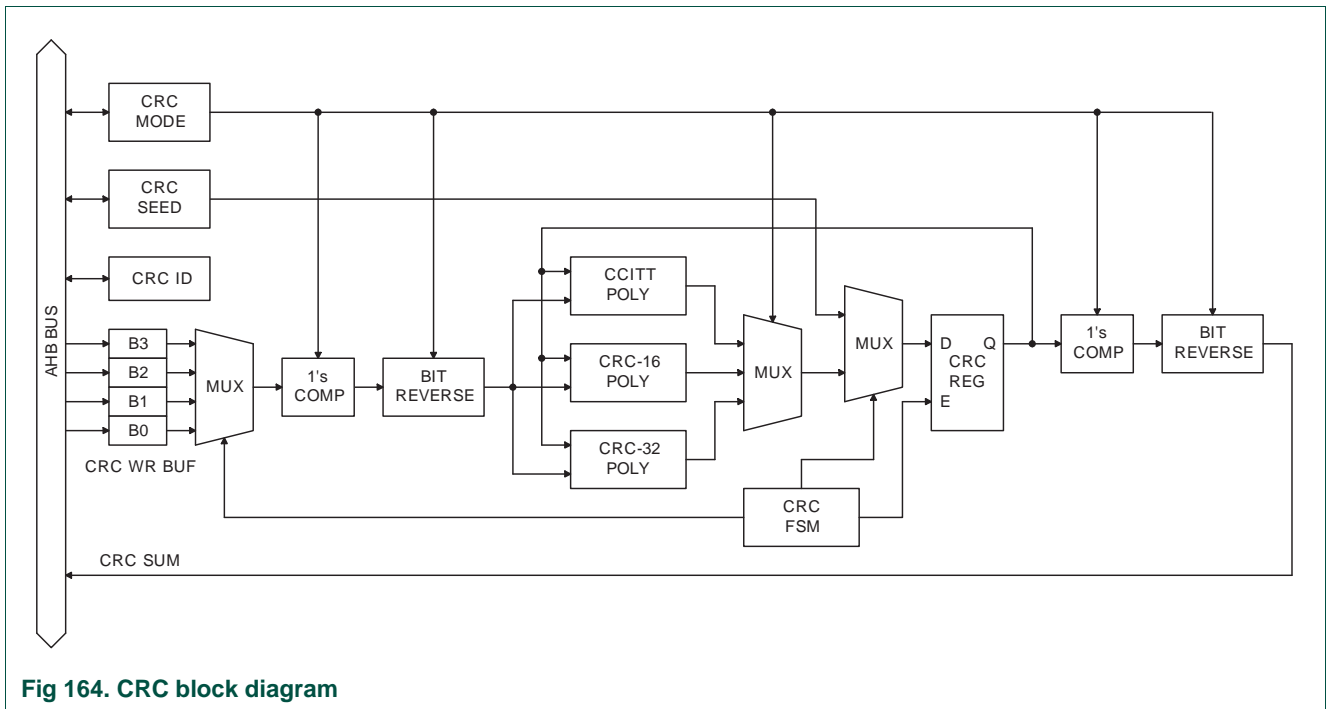 CRC
MODE
CRC
SEED
CRC ID
AHB BUS
B3
B2
B1
B0
CRC WR BUF
MUX
1's
COMP
BIT
REVERSE
CCITT
POLY
CRC-16
POLY
CRC-32
POLY
MUX
MUX
D Q
CRC
REG
E
CRC
FSM
1's
COMP
BIT
REVERSE
CRC SUM
Fig 164. CRC block diagram